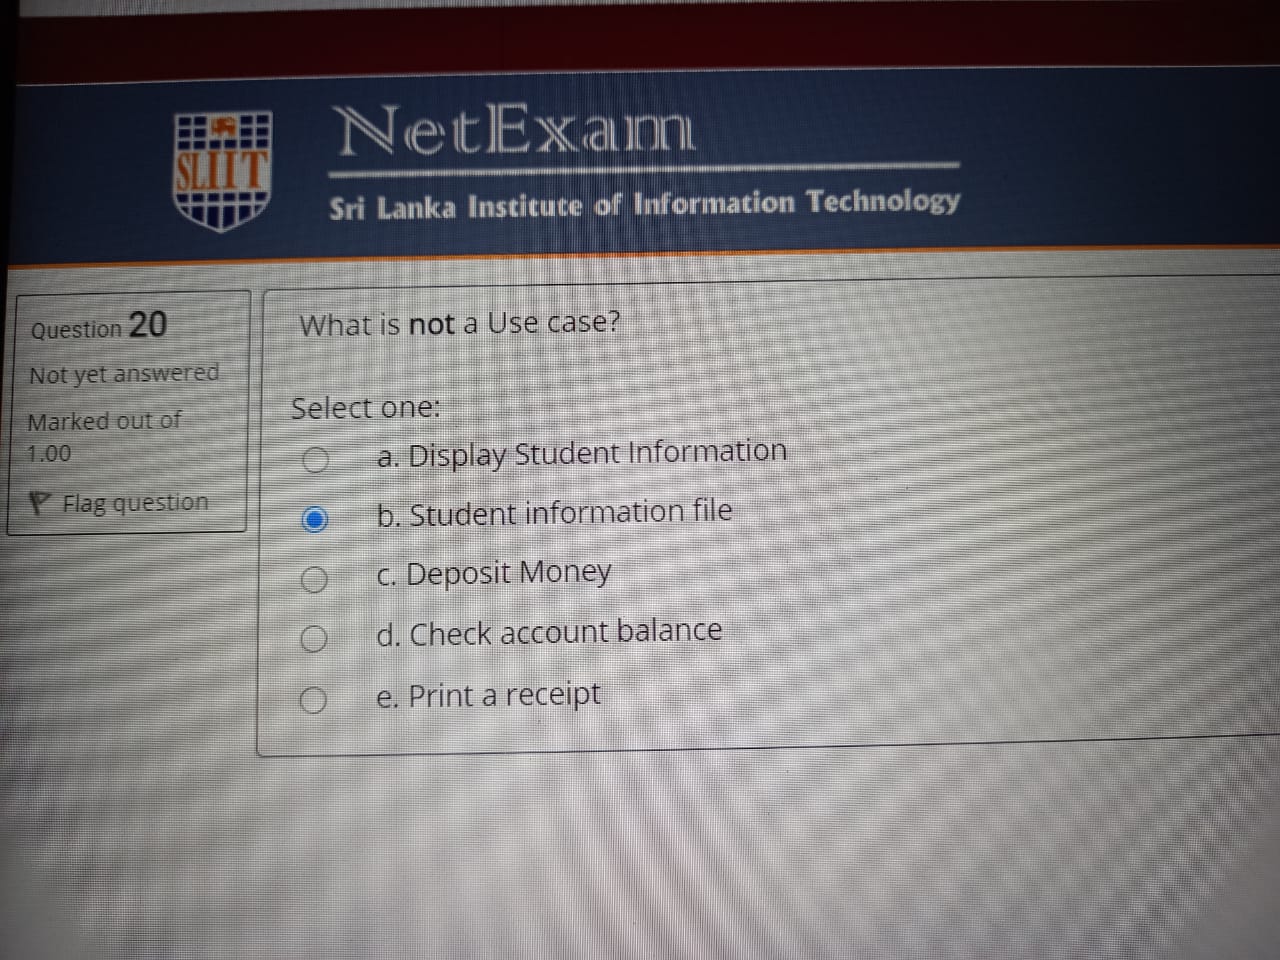 SLIIT
NetExam
Sri Lanka Institute of Information Technology
Question 20
Not yet answered
Marked out of
1.00
Flag question
What is not a Use case?
Select one:
a. Display Student Information
b. Student information file
c. Deposit Money
d. Check account balance
e. Print a receipt